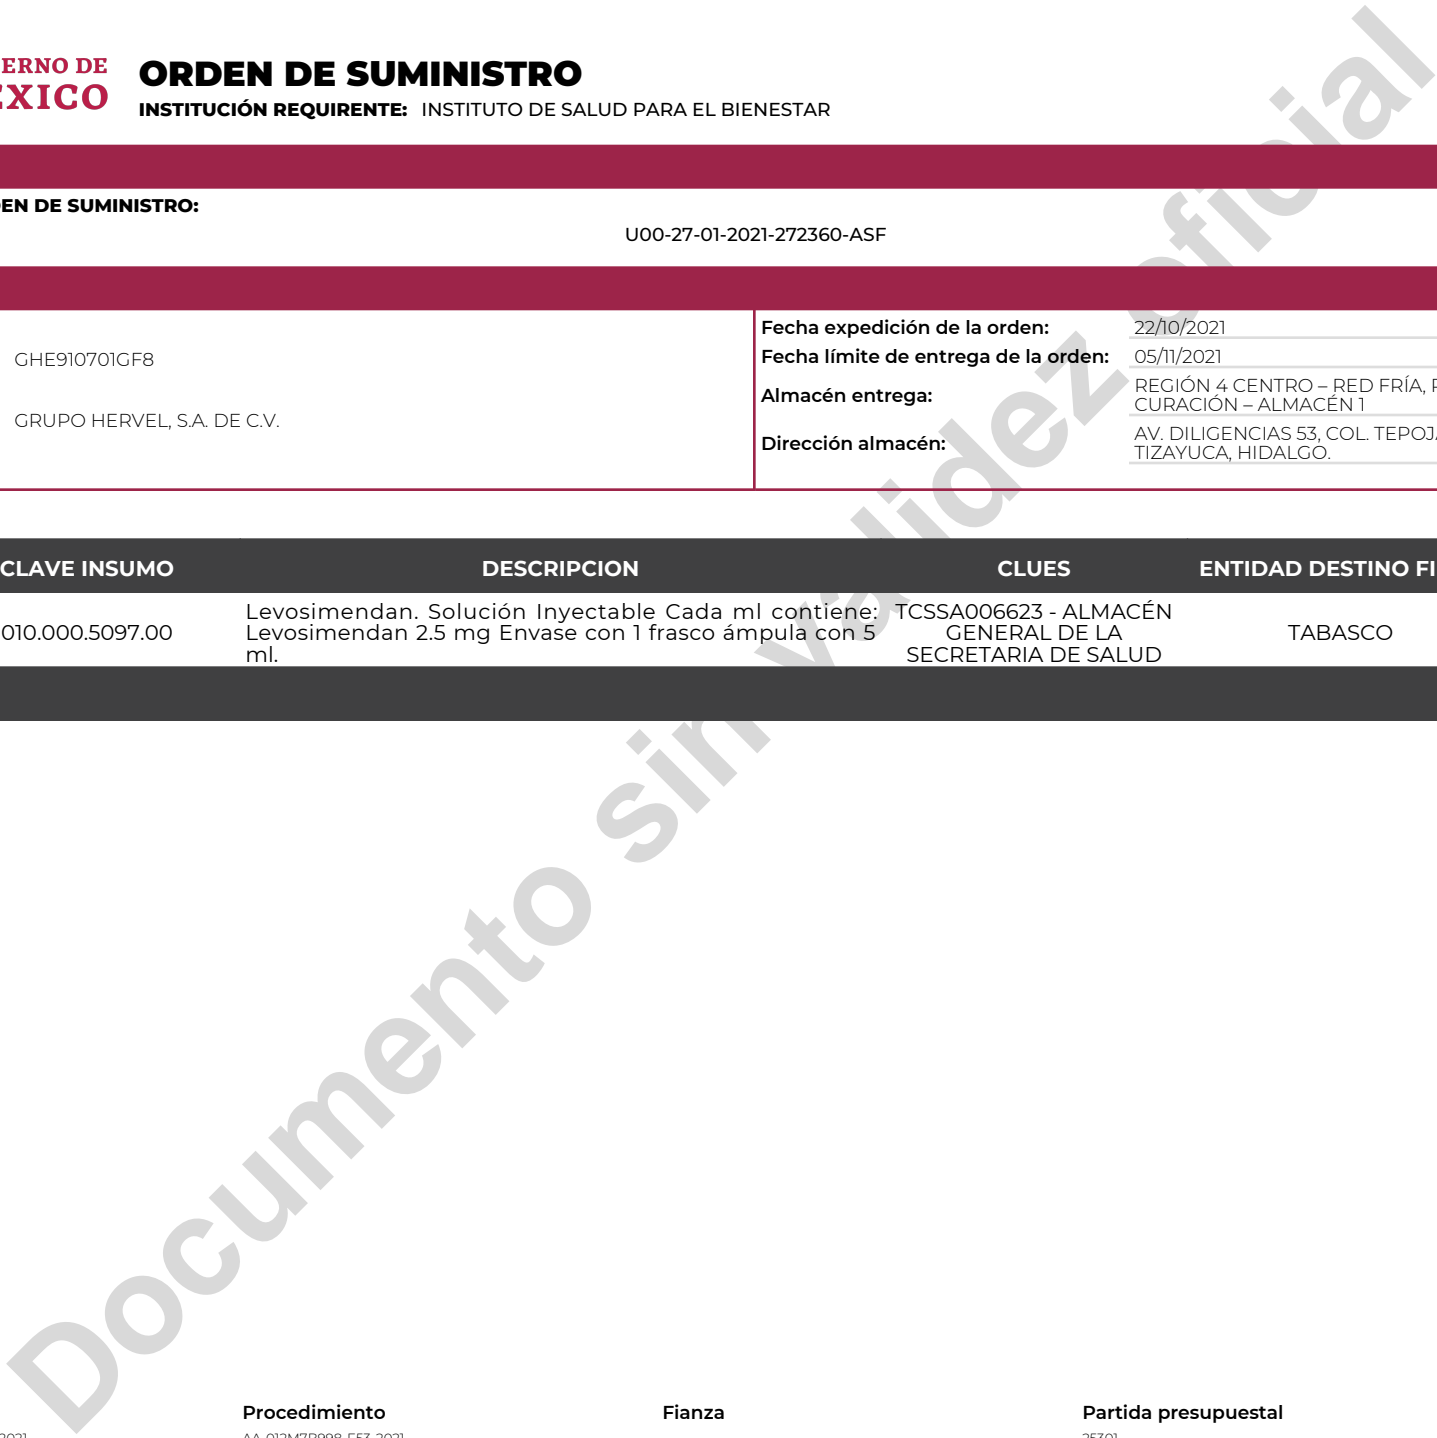 ERNO DE
ÉXICO
ORDEN DE SUMINISTRO
INSTITUCIÓN REQUIRENTE: INSTITUTO DE SALUD PARA EL BIENESTAR
EN DE SUMINISTRO:
U00-27-01-2021-272360-ASF
GHE910701GF8
GRUPO HERVEL, S.A. DE C.V.
Fecha expedición de la orden: 22/10/2021
Fecha límite de entrega de la orden: 05/11/2021
Almacén entrega: REGIÓN 4 CENTRO – RED FRÍA,
CURACIÓN – ALMACÉN 1
Dirección almacén: AV. DILIGENCIAS 53, COL.
TIZAYUCA, HIDALGO.
CLAVE INSUMO DESCRIPCION CLUES ENTIDAD DESTINO FI
010.000.5097.00
Levosimendan. Solución Inyectable Cada ml contiene:
Levosimendan 2.5 mg Envase con 1 frasco ámpula con 5
ml.
TCSSA006623 - ALMACÉN
GENERAL DE LA
SECRETARIA DE SALUD
TABASCO
Documento sin validez oficial
Procedimiento Fianza Partida presupuestal